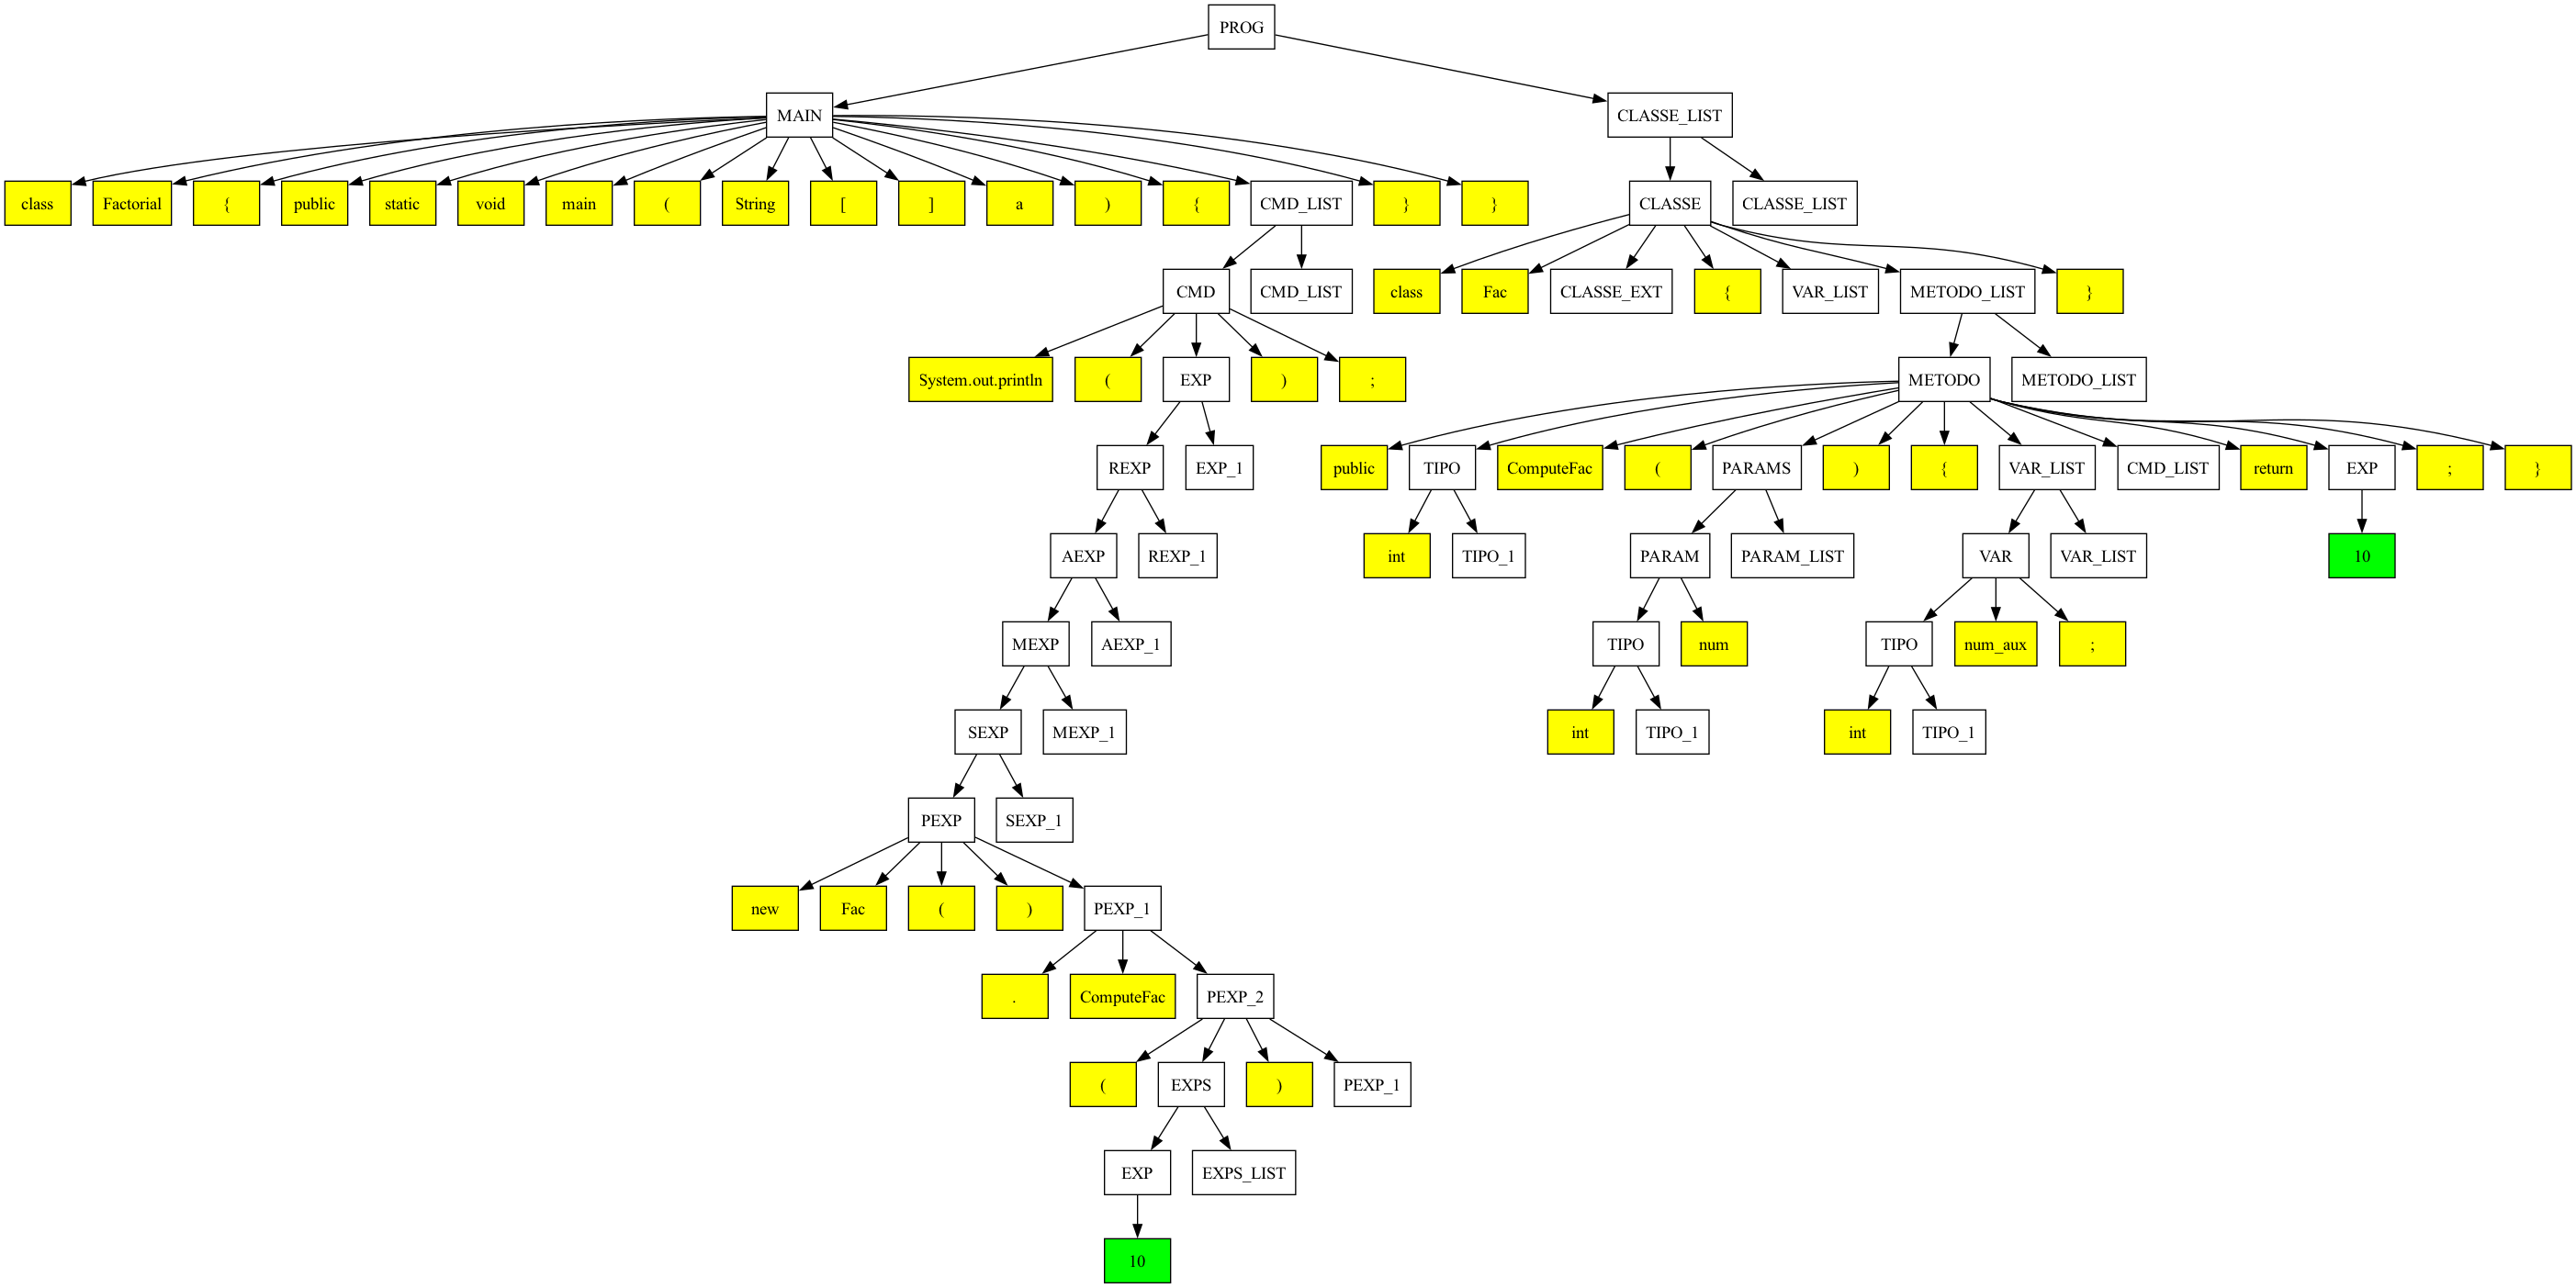 PROG
MAIN CLASSE_LIST
class Factorial { public static void main ( String [ ] a ) { CMD_LIST } } CLASSE CLASSE_LIST
CMD CMD_LIST class Fac CLASSE_EXT { VAR_LIST METODO_LIST }
System.out.println ( EXP ) ; METODO METODO_LIST
REXP EXP_1 public TIPO ComputeFac ( PARAMS ) { VAR_LIST CMD_LIST return EXP ; }
AEXP REXP_1 int TIPO_1 PARAM PARAM_LIST VAR VAR_LIST 10
MEXP AEXP_1 TIPO num TIPO num_aux ;
SEXP MEXP_1 int TIPO_1 int TIPO_1
PEXP SEXP_1
new Fac ( ) PEXP_1
. ComputeFac PEXP_2
( EXPS ) PEXP_1
EXP EXPS_LIST
10